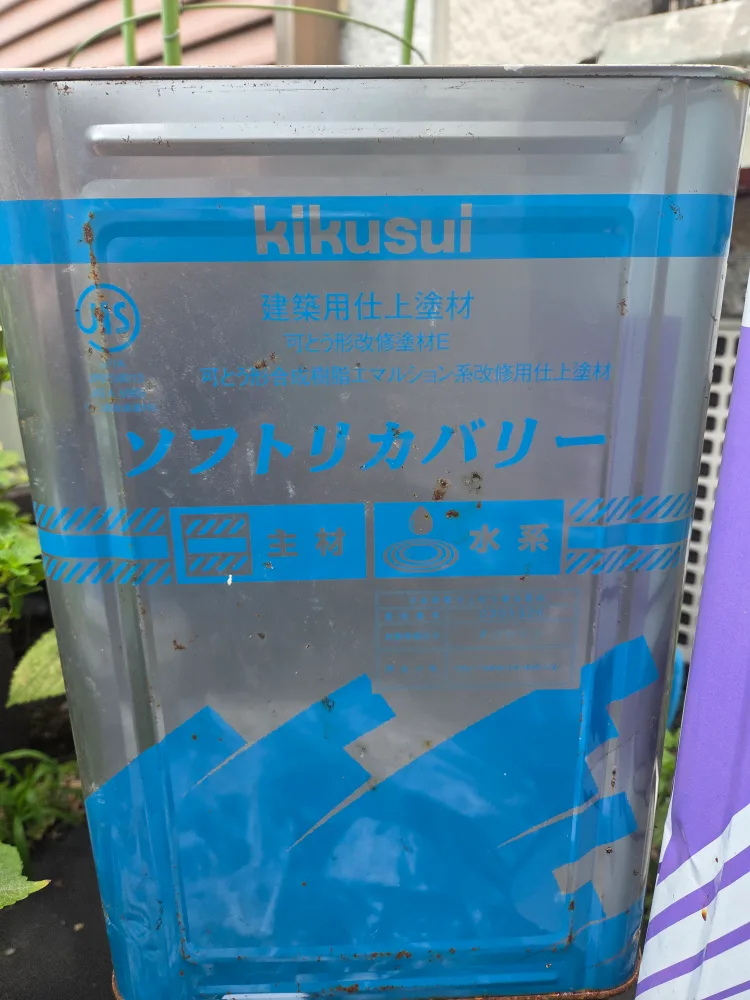 kikusui
JIS
建築用仕上塗材
可とう形改修塗材E
可とう形合成樹脂エマルション系改修用仕上塗材
ソフトリカバリー
主材
水系